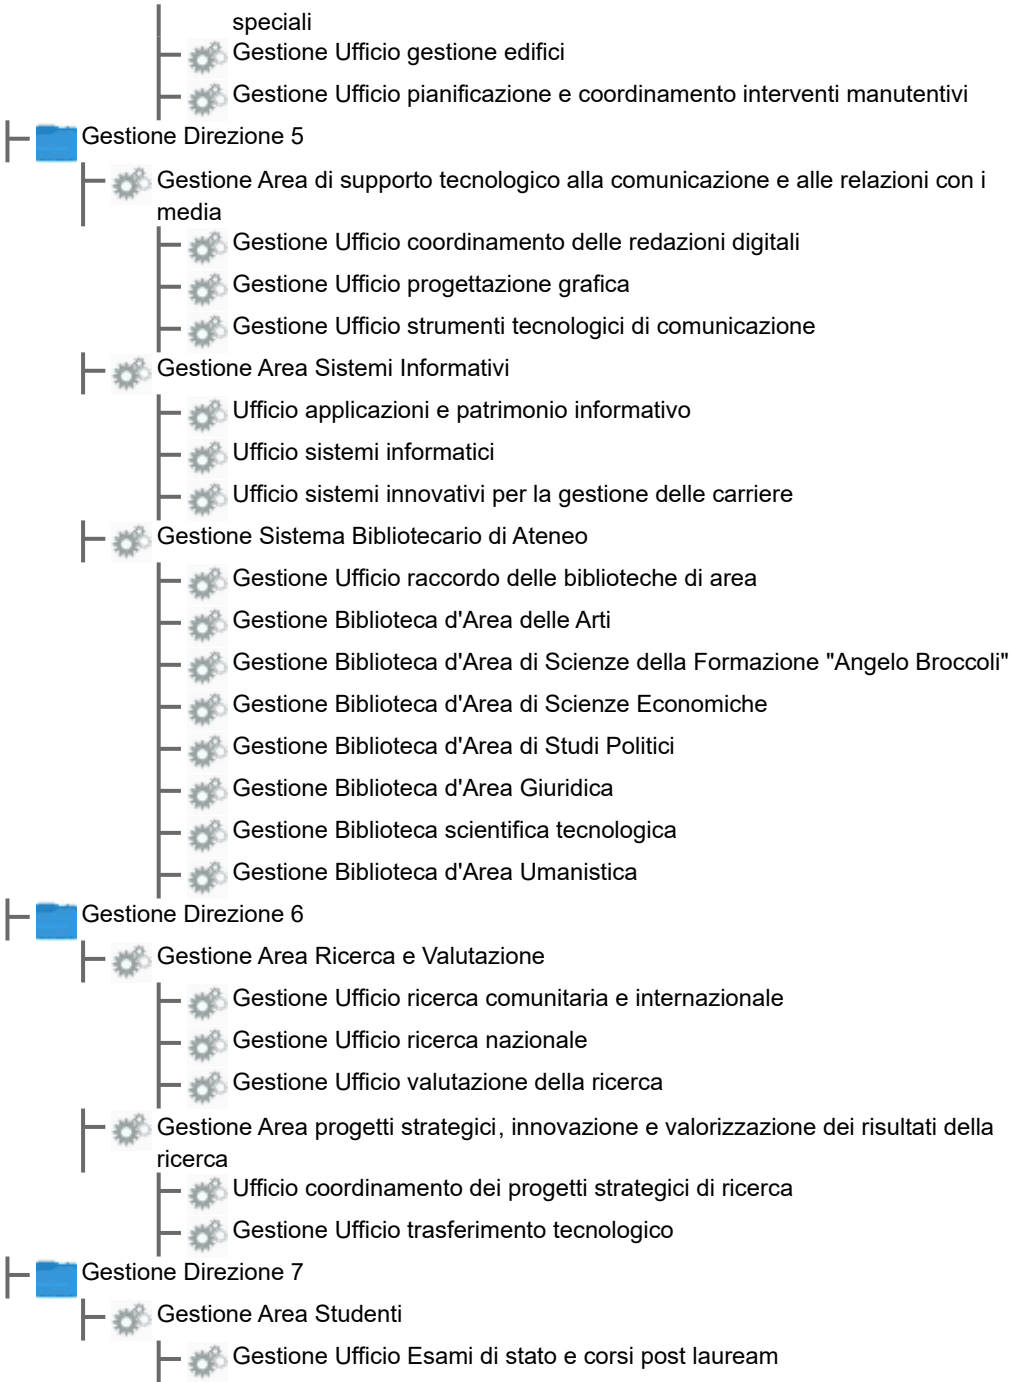 speciali
Gestione Ufficio gestione edifici
Gestione Ufficio pianificazione e coordinamento interventi manutentivi
Gestione Direzione 5
Gestione Area di supporto tecnologico alla comunicazione e alle relazioni con i
media
Gestione Ufficio coordinamento delle redazioni digitali
Gestione Ufficio progettazione grafica
Gestione Ufficio strumenti tecnologici di comunicazione
Gestione Area Sistemi Informativi
Ufficio applicazioni e patrimonio informativo
Ufficio sistemi informatici
Ufficio sistemi innovativi per la gestione delle carriere
Gestione Sistema Bibliotecario di Ateneo
Gestione Ufficio raccordo delle biblioteche di area
Gestione Biblioteca d'Area delle Arti
Gestione Biblioteca d'Area di Scienze della Formazione "Angelo Broccoli"
Gestione Biblioteca d'Area di Scienze Economiche
Gestione Biblioteca d'Area di Studi Politici
Gestione Biblioteca d'Area Giuridica
Gestione Biblioteca scientifica tecnologica
Gestione Biblioteca d'Area Umanistica
Gestione Direzione 6
Gestione Area Ricerca e Valutazione
Gestione Ufficio ricerca comunitaria e internazionale
Gestione Ufficio ricerca nazionale
Gestione Ufficio valutazione della ricerca
Gestione Area progetti strategici, innovazione e valorizzazione dei risultati della
ricerca
Ufficio coordinamento dei progetti strategici di ricerca
Gestione Ufficio trasferimento tecnologico
Gestione Direzione 7
Gestione Area Studenti
Gestione Ufficio Esami di stato e corsi post lauream